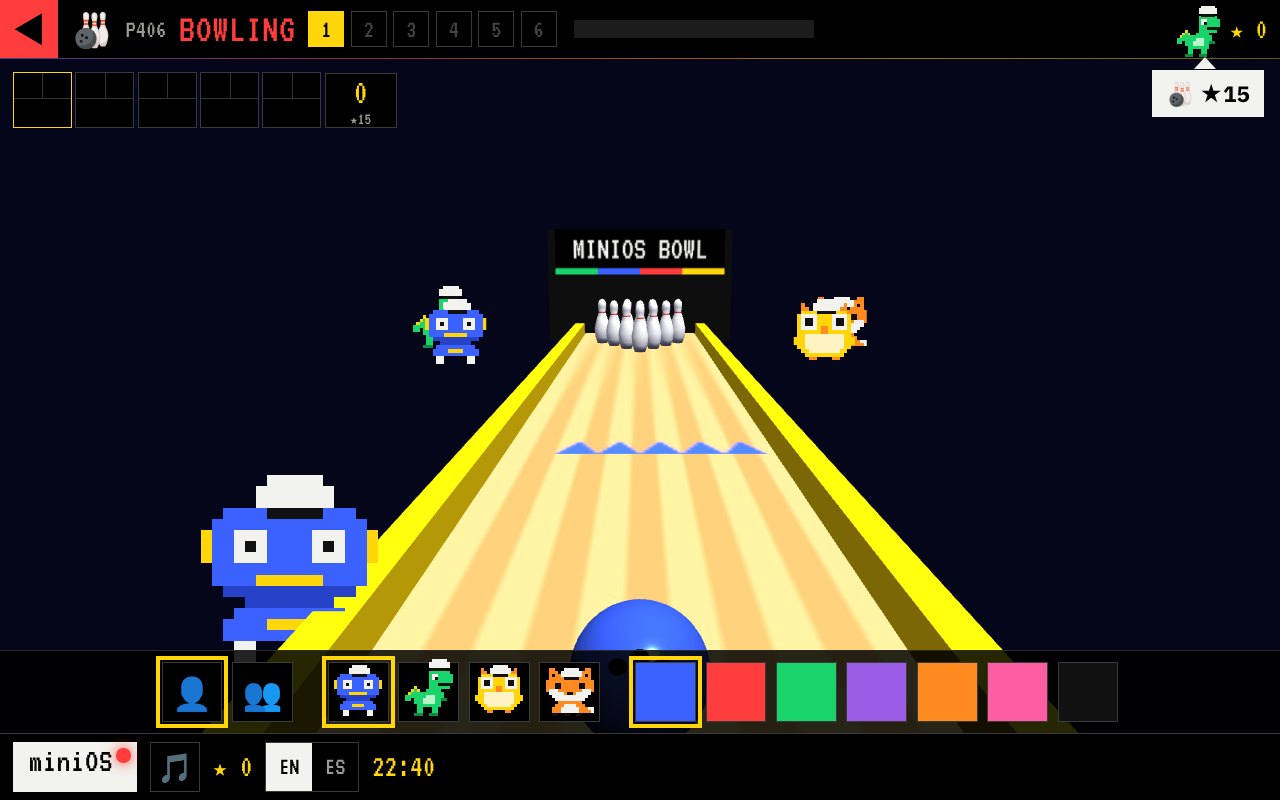 P406 BOWLING 1 2 3 4 5 6 ★ 0
0
★15
★15
MINIOS BOWL
miniOS ★ 0 EN ES 22:40